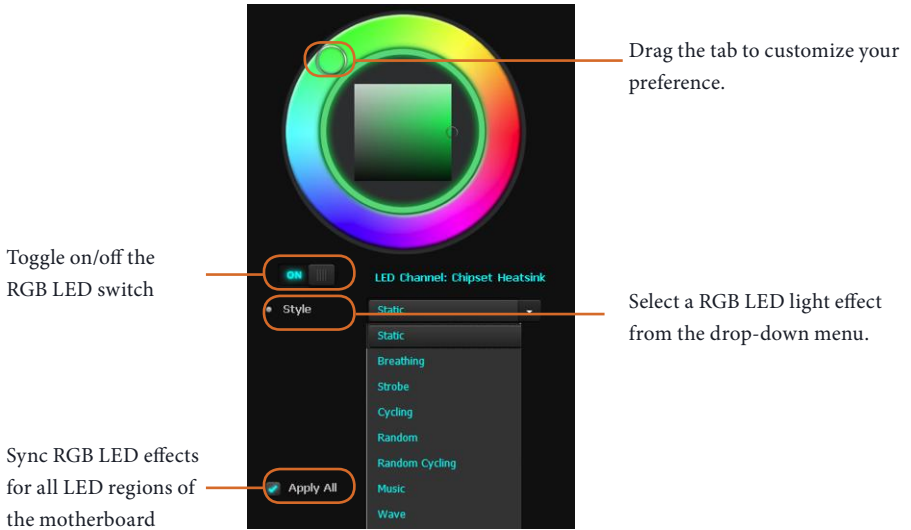 Drag the tab to customize your
preference.
Toggle on/off the
RGB LED switch
ON
LED Channel: Chipset Heatsink
Style
Static
Select a RGB LED light effect
from the drop-down menu.
Static
Breathing
Strobe
Cycling
Random
Random Cycling
Music
Wave
Sync RGB LED effects
for all LED regions of
the motherboard
Apply All